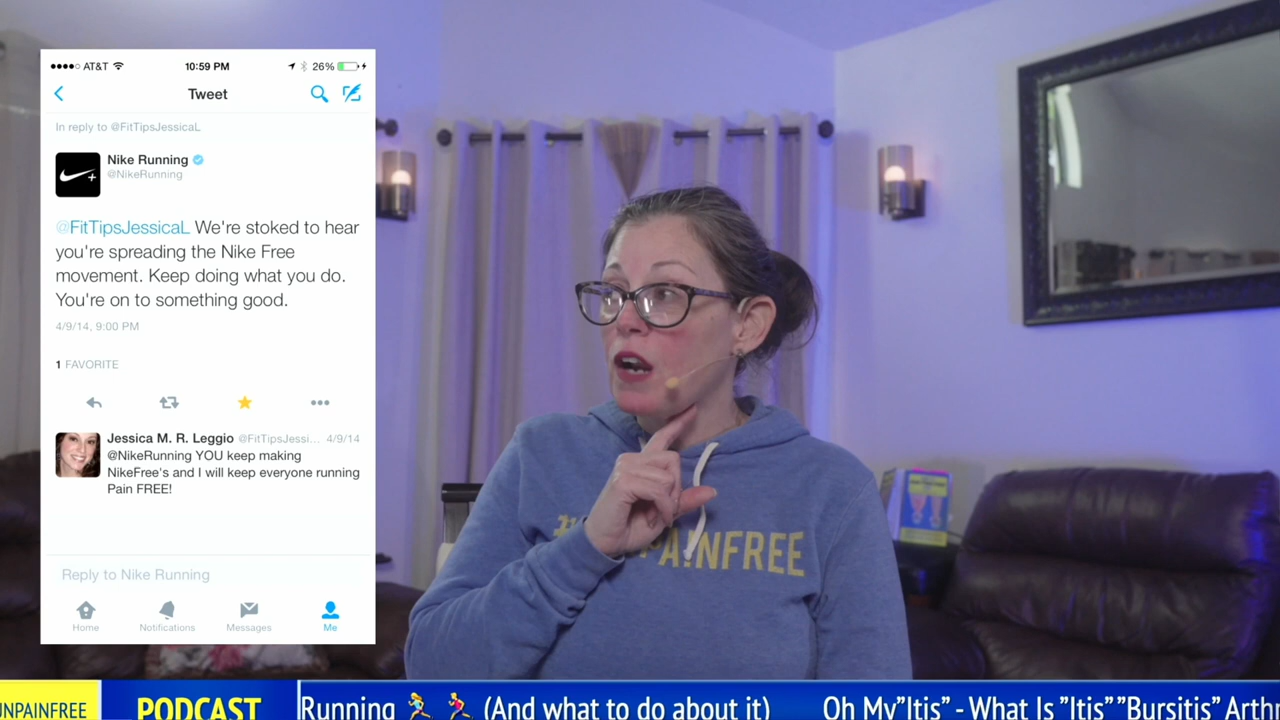 AT&T
10:59 PM
26%
Tweet
In reply to @FitTipsJessicaL
Nike Running
@NikeRunning
@FitTipsJessicaL We're stoked to hear
you're spreading the Nike Free
movement. Keep doing what you do.
You're on to something good.
4/9/14, 9:00 PM
1 FAVORITE
Jessica M. R. Leggio @FitTipsJessi... 4/9/14
@NikeRunning YOU keep making
NikeFree's and I will keep everyone running
Pain FREE!
Reply to Nike Running
Home Notifications Messages Me
PAINFREE
UNPAINFREE PODCAST Running 🏃‍♀️ 🏃‍♀️ (And what to do about it) Oh My"Itis" - What Is "Itis""Bursitis" Arth